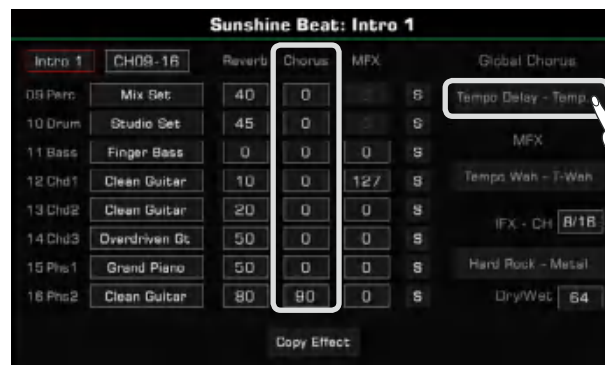 Sunshine Beat: Intro 1
Intro 1 CH09-16 Reverb Chorus MFX Global Chorus
09 Perc Mix Set 40 0 S Tempo Delay - Temp
10 Drum Studio Set 45 0 S
MFX
11 Bass Finger Bass 0 0 0 S
12 Chd1 Clean Guitar 10 0 127 S Tempo Wah - T-Wah
13 Chd2 Clean Guitar 20 0 0 S
IFX - CH 8/16
14 Chd3 Overdriven Gt 50 0 0 S
15 Phs1 Grand Piano 50 0 0 S Hard Rock - Metal
16 Phs2 Clean Guitar 80 90 0 S Dry/Wet 64
Copy Effect